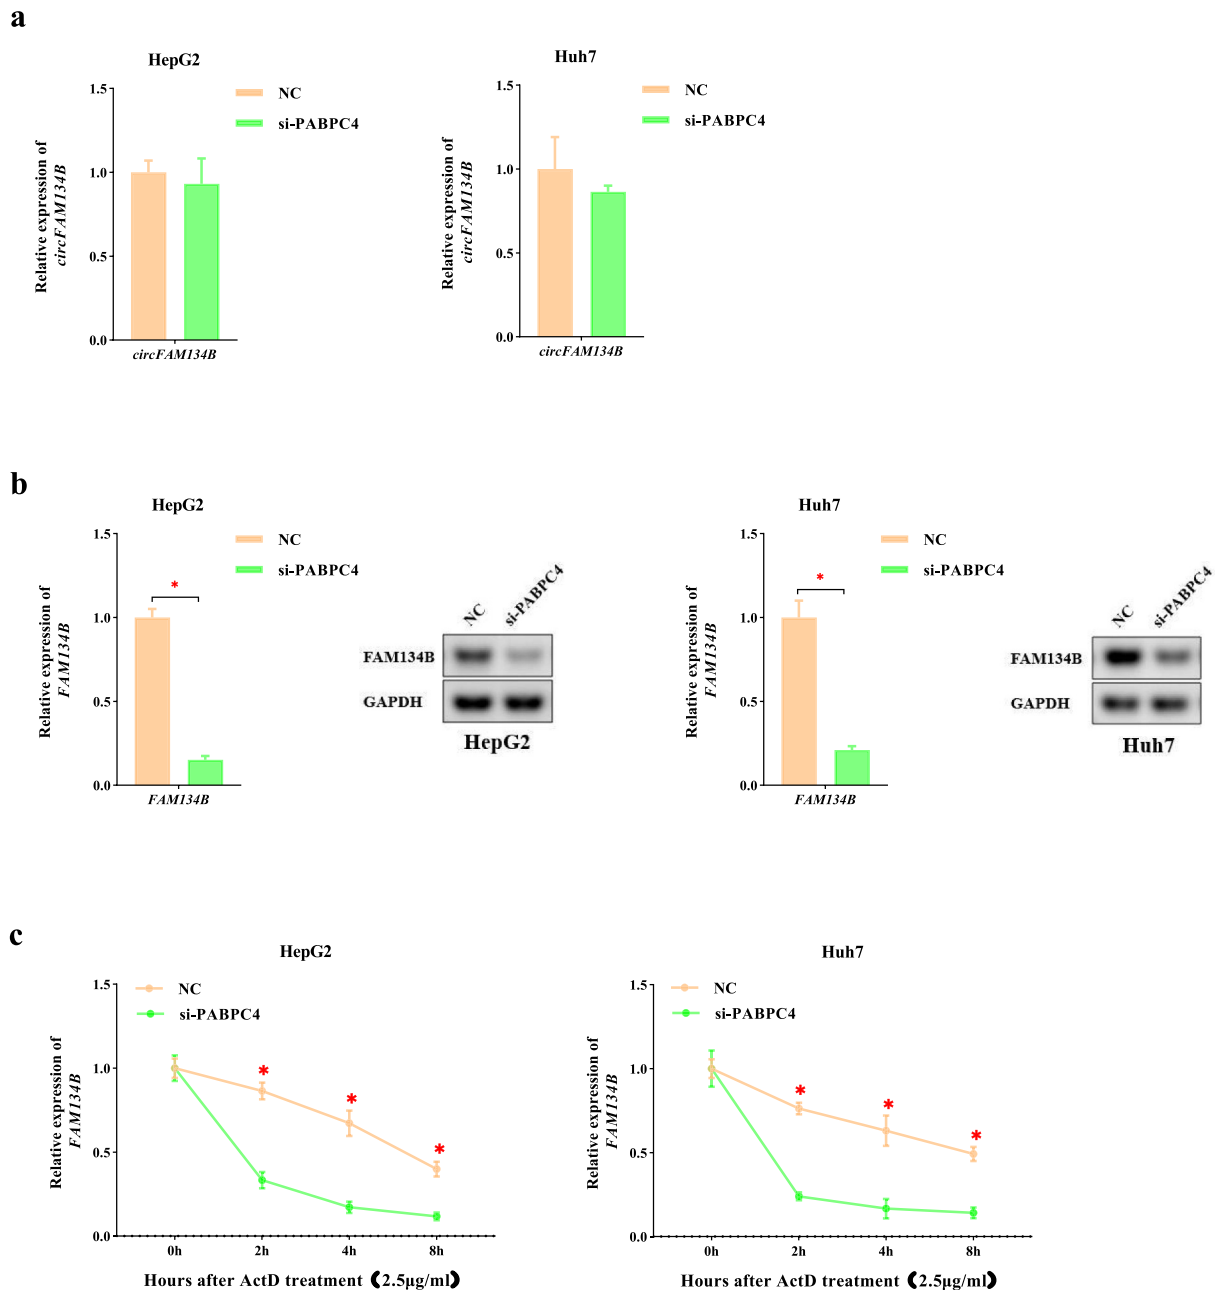 a
HepG2
NC
si-PABPC4
Relative expression of
circFAM134B
1.5
1.0
0.5
0.0
circFAM134B
Huh7
NC
si-PABPC4
Relative expression of
circFAM134B
1.5
1.0
0.5
0.0
circFAM134B
b
HepG2
NC
si-PABPC4
Relative expression of
FAM134B
1.5
1.0
0.5
0.0
*
FAM134B
NC
si-PABPC4
FAM134B
GAPDH
HepG2
Huh7
NC
si-PABPC4
Relative expression of
FAM134B
1.5
1.0
0.5
0.0
*
FAM134B
NC
si-PABPC4
FAM134B
GAPDH
Huh7
c
HepG2
NC
si-PABPC4
Relative expression of
FAM134B
1.5
1.0
0.5
0.0
* * *
0h 2h 4h 8h
Hours after ActD treatment (2.5μg/ml)
Huh7
NC
si-PABPC4
Relative expression of
FAM134B
1.5
1.0
0.5
0.0
* * *
0h 2h 4h 8h
Hours after ActD treatment (2.5μg/ml)